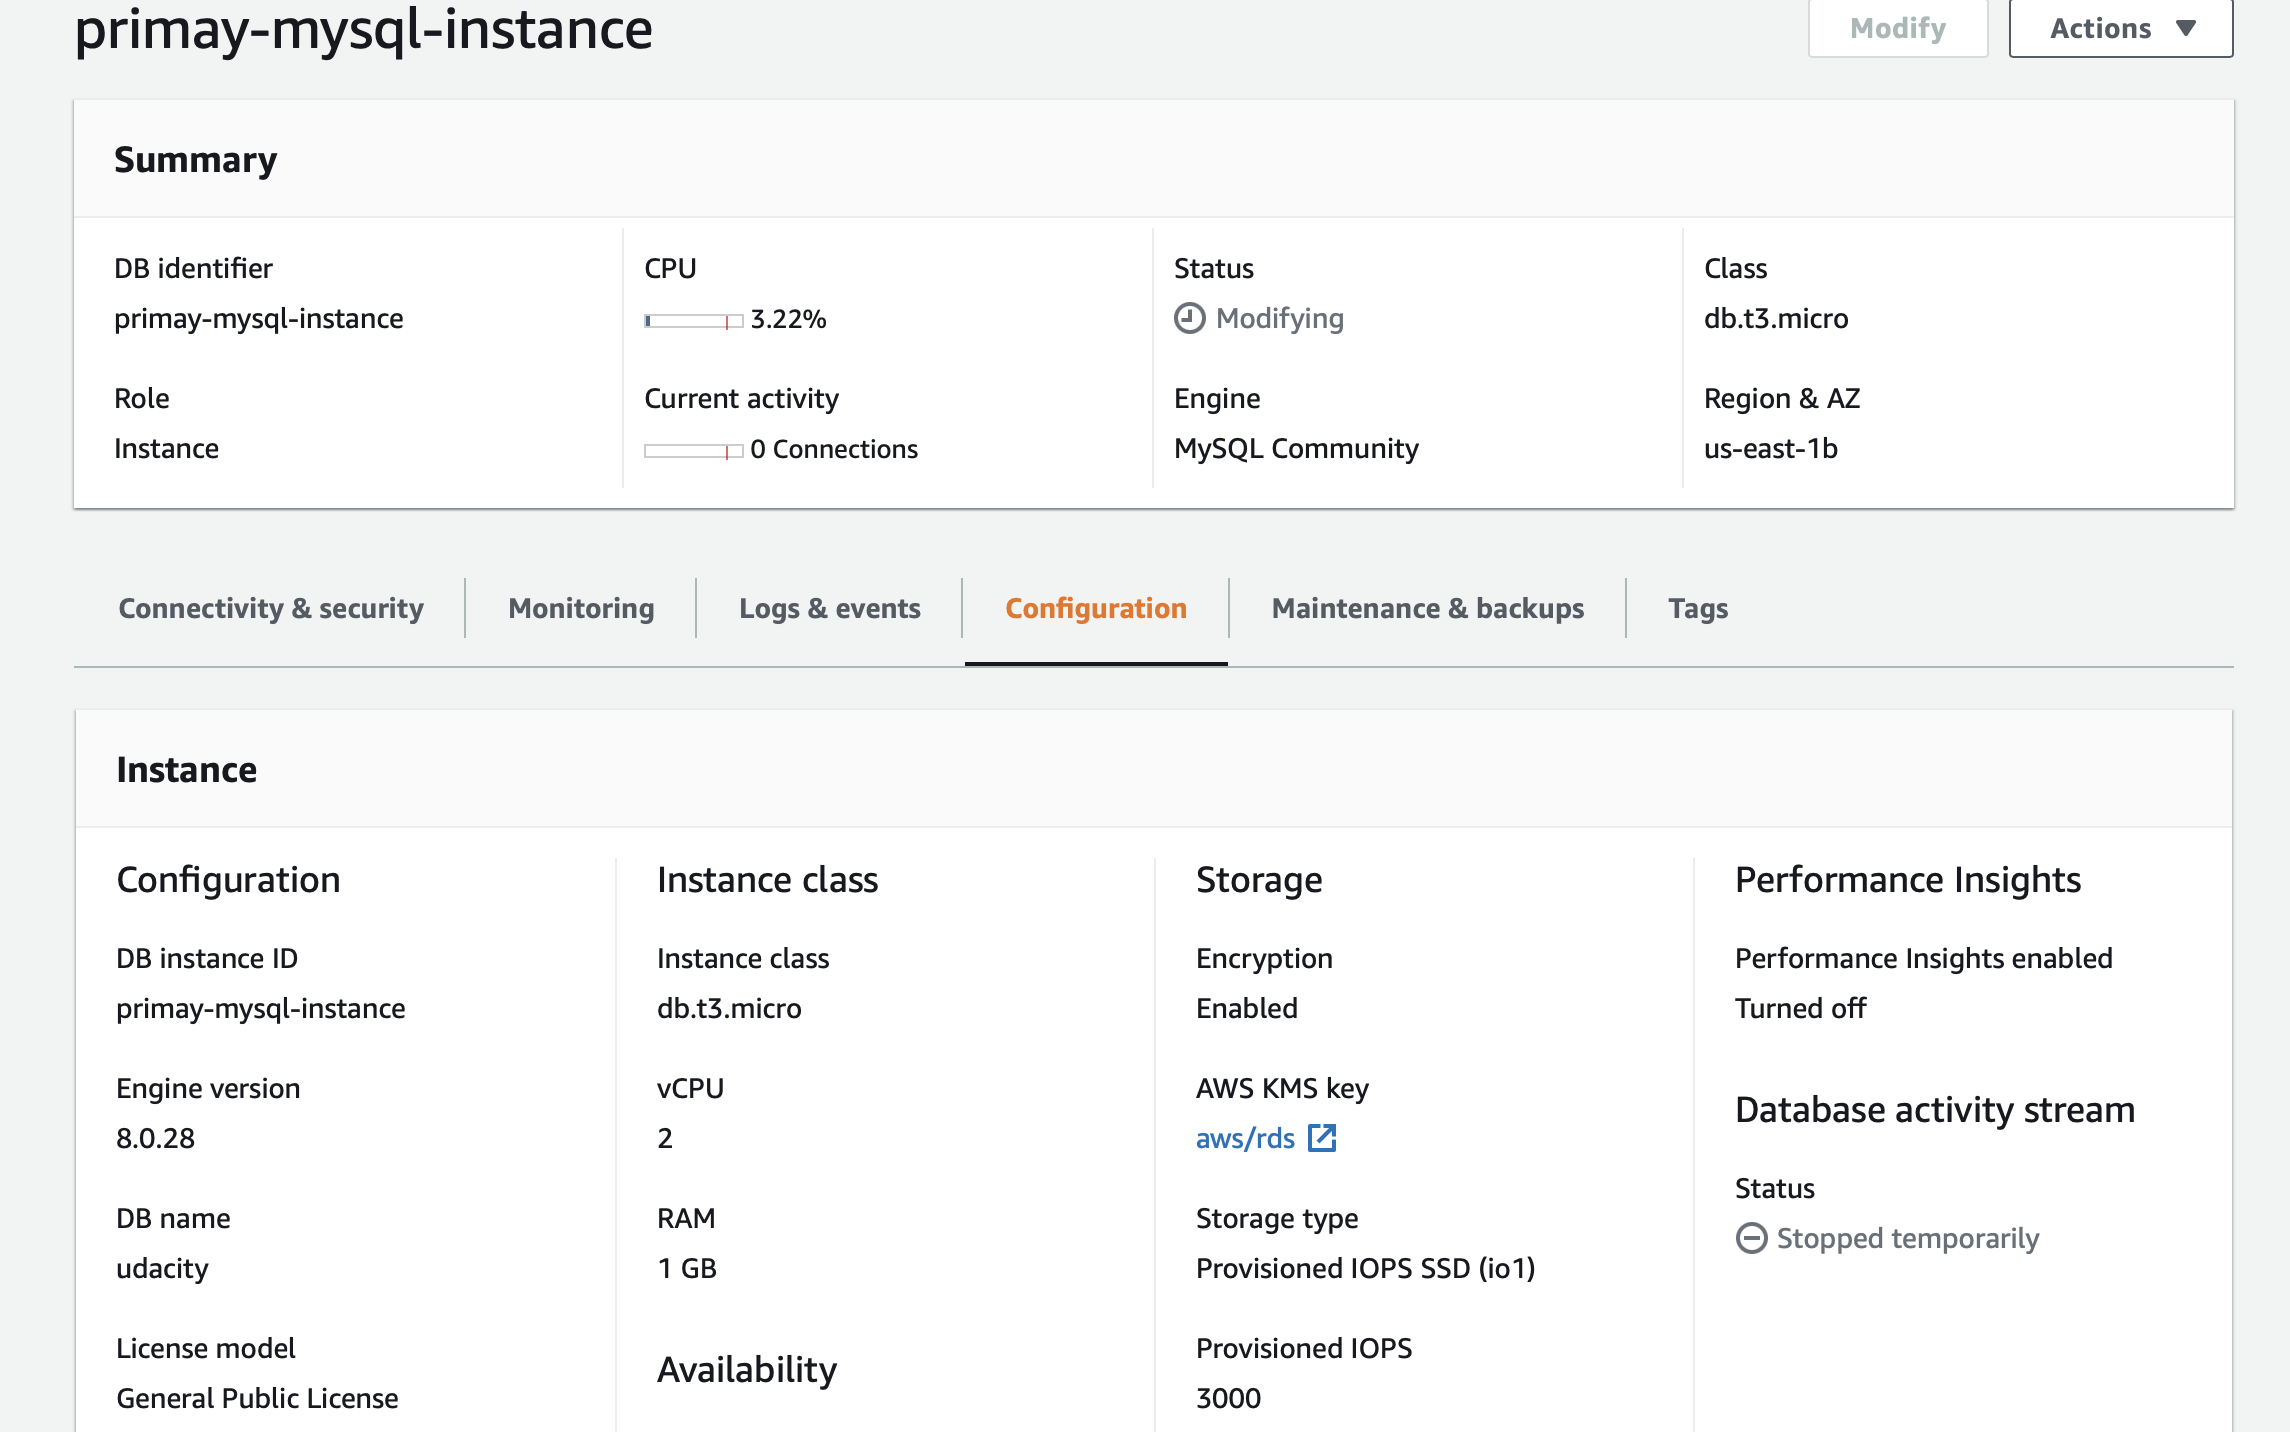 primay-mysql-instance
Modify
Actions
Summary
DB identifier
primay-mysql-instance
CPU
3.22%
Status
Modifying
Class
db.t3.micro
Role
Instance
Current activity
0 Connections
Engine
MySQL Community
Region & AZ
us-east-1b
Connectivity & security
Monitoring
Logs & events
Configuration
Maintenance & backups
Tags
Instance
Configuration
DB instance ID
primay-mysql-instance
Engine version
8.0.28
DB name
udacity
License model
General Public License
Instance class
Instance class
db.t3.micro
vCPU
2
RAM
1 GB
Availability
Storage
Encryption
Enabled
AWS KMS key
aws/rds
Storage type
Provisioned IOPS SSD (io1)
Provisioned IOPS
3000
Performance Insights
Performance Insights enabled
Turned off
Database activity stream
Status
Stopped temporarily